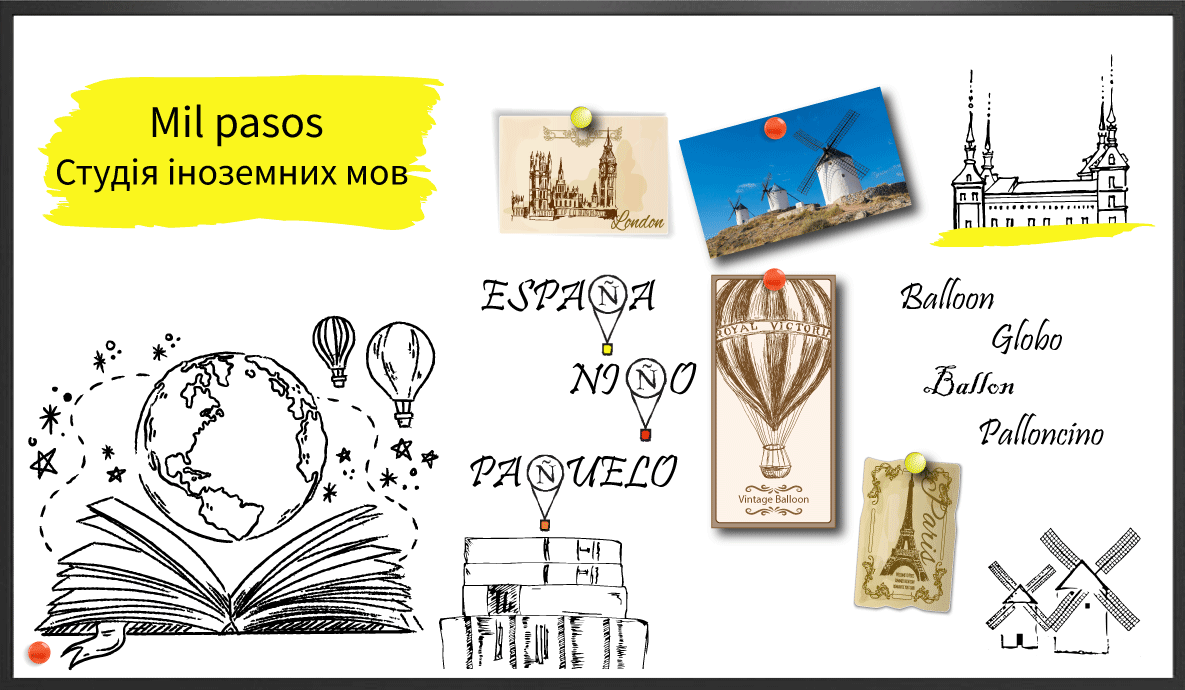 Mil pasos
Студія іноземних мов
London
ESPAÑA
NIÑO
PAÑUELO
ROYAL VICTORIA
Vintage Balloon
Balloon
Globo
Ballon
Palloncino
Paris